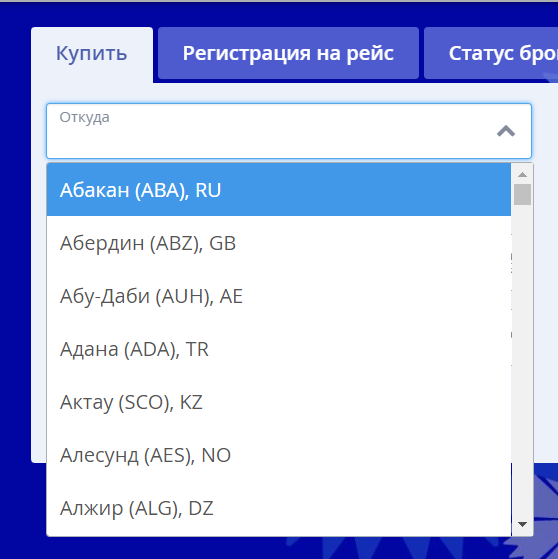 Купить Регистрация на рейс Статус
Откуда
Абакан (ABA), RU
Абердин (ABZ), GB
Абу-Даби (AUH), AE
Адана (ADA), TR
Актау (SCO), KZ
Алесунд (AES), NO
Алжир (ALG), DZ